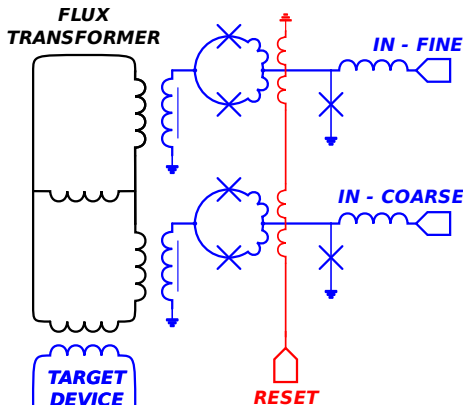 FLUX
TRANSFORMER
IN - FINE
IN - COARSE
TARGET
DEVICE
RESET